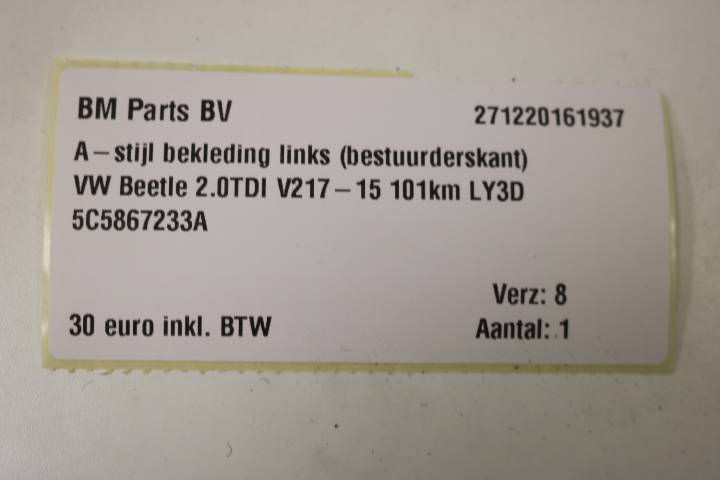 BM Parts BV 271220161937
A-stijl bekleding links (bestuurderskant)
VW Beetle 2.0TDI V217-15 101km LY3D
5C5867233A
Verz: 8
30 euro inkl. BTW Aantal: 1